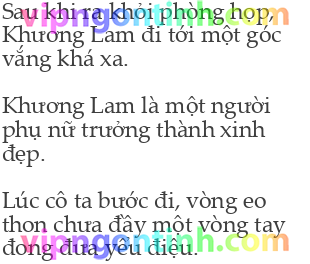 Sau khi ra khỏi phòng họp,
Khương Lam đi tới một góc
vắng khá xa.
Khương Lam là một người
phụ nữ trưởng thành xinh
đẹp.
Lúc cô ta bước đi, vòng eo
thon chưa đầy một vòng tay
đong đưa yêu điệu.
vipngontinh.com
vipngontinh.com